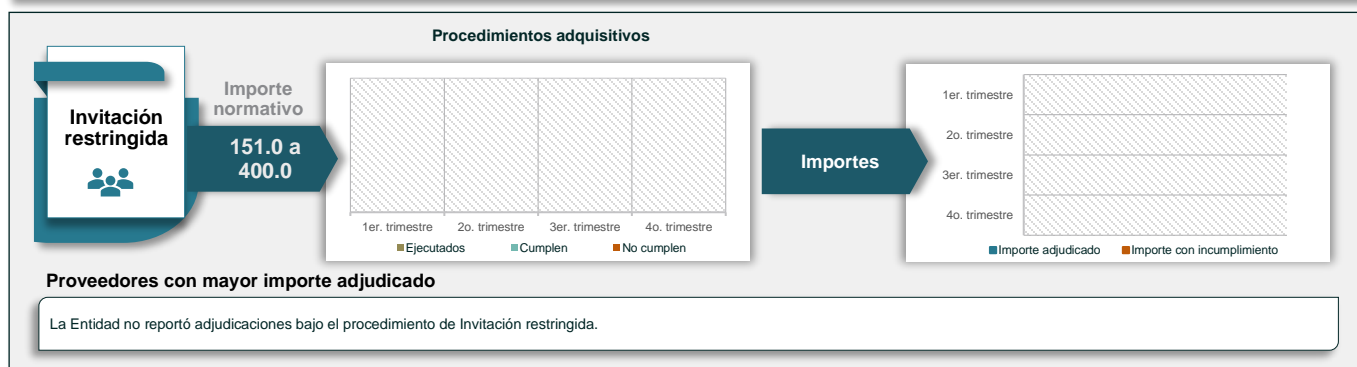 Procedimientos adquisitivos
Invitación
restringida
Importe
normativo
151.0 a
400.0
1er. trimestre 2o. trimestre 3er. trimestre 4o. trimestre
Ejecutados Cumplen No cumplen
Importes
1er. trimestre
2o. trimestre
3er. trimestre
4o. trimestre
Importe adjudicado Importe con incumplimiento
Proveedores con mayor importe adjudicado
La Entidad no reportó adjudicaciones bajo el procedimiento de Invitación restringida.